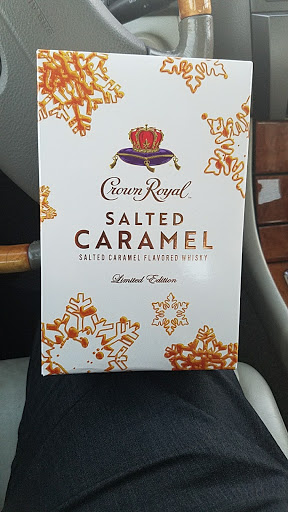 Crown Royal
SALTED
CARAMEL
SALTED CARAMEL FLAVORED WHISKY
Limited Edition